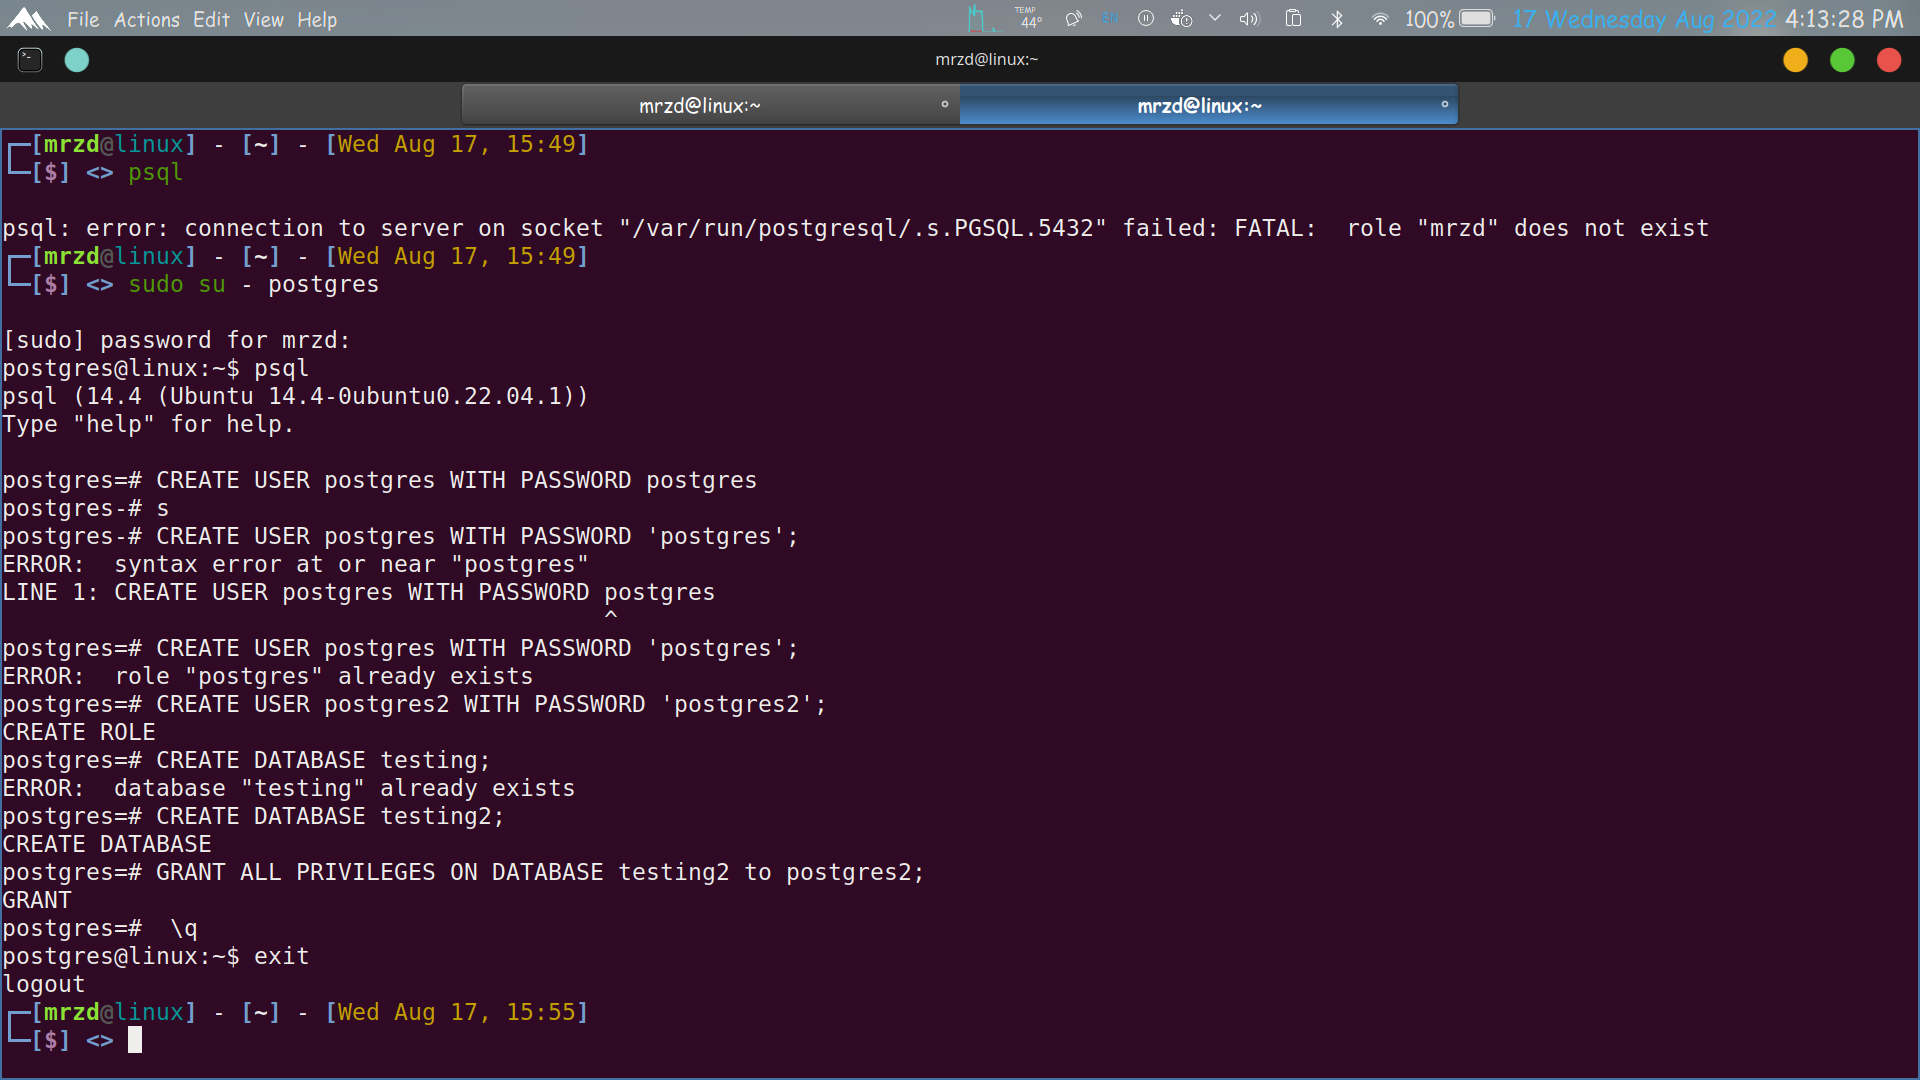 File Actions Edit View Help
TEMP 44° EN 100% 17 Wednesday Aug 2022 4:13:28 PM
mrzd@linux:~
mrzd@linux:~ mrzd@linux:~
[mrzd@linux] - [~] - [Wed Aug 17, 15:49]
[$] <> psql
psql: error: connection to server on socket "/var/run/postgresql/.s.PGSQL.5432" failed: FATAL:  role "mrzd" does not exist
[mrzd@linux] - [~] - [Wed Aug 17, 15:49]
[$] <> sudo su - postgres
[sudo] password for mrzd:
postgres@linux:~$ psql
psql (14.4 (Ubuntu 14.4-0ubuntu0.22.04.1))
Type "help" for help.
postgres=# CREATE USER postgres WITH PASSWORD postgres
postgres-# s
postgres-# CREATE USER postgres WITH PASSWORD 'postgres';
ERROR:  syntax error at or near "postgres"
LINE 1: CREATE USER postgres WITH PASSWORD postgres
^
postgres=# CREATE USER postgres WITH PASSWORD 'postgres';
ERROR:  role "postgres" already exists
postgres=# CREATE USER postgres2 WITH PASSWORD 'postgres2';
CREATE ROLE
postgres=# CREATE DATABASE testing;
ERROR:  database "testing" already exists
postgres=# CREATE DATABASE testing2;
CREATE DATABASE
postgres=# GRANT ALL PRIVILEGES ON DATABASE testing2 to postgres2;
GRANT
postgres=#  \q
postgres@linux:~$ exit
logout
[mrzd@linux] - [~] - [Wed Aug 17, 15:55]
[$] <>